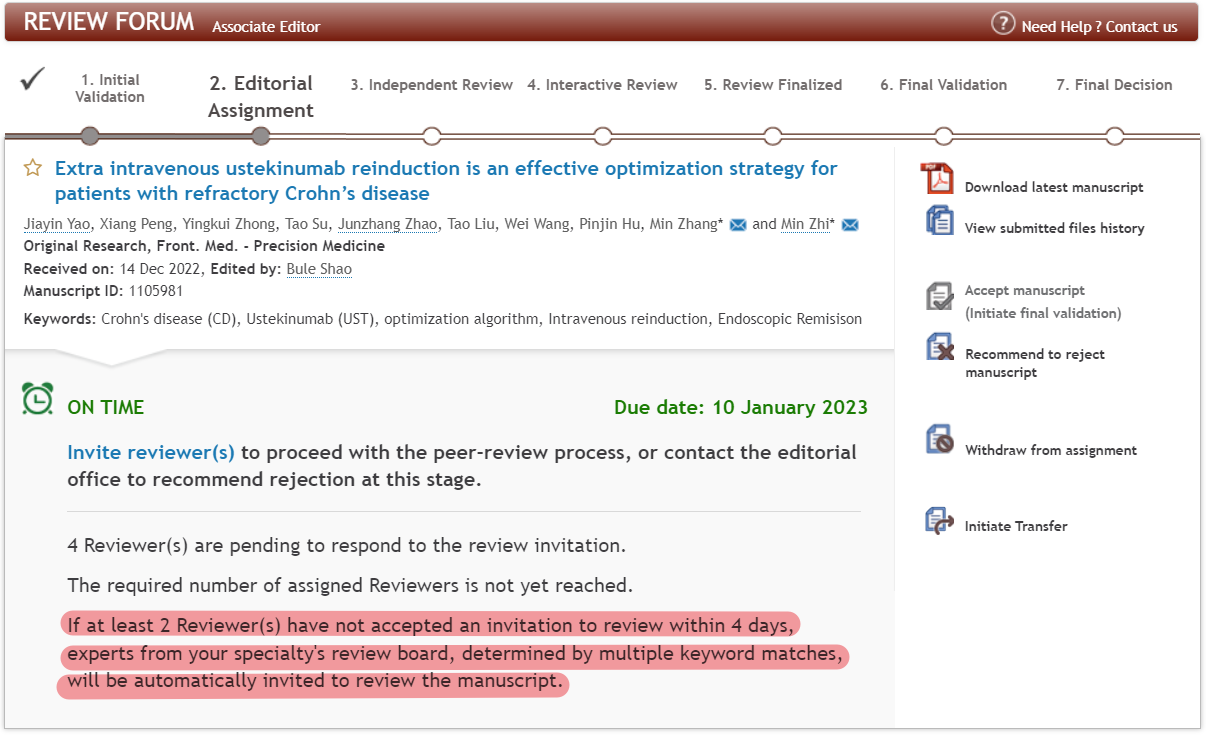 REVIEW FORUM Associate Editor
? Need Help ? Contact us
1. Initial
Validation
2. Editorial
Assignment
3. Independent Review
4. Interactive Review
5. Review Finalized
6. Final Validation
7. Final Decision
Extra intravenous ustekinumab reinduction is an effective optimization strategy for
patients with refractory Crohn’s disease
Jiayin Yao, Xiang Peng, Yingkui Zhong, Tao Su, Junzhang Zhao, Tao Liu, Wei Wang, Pinjin Hu, Min Zhang* and Min Zhi*
Original Research, Front. Med. - Precision Medicine
Received on: 14 Dec 2022, Edited by: Bule Shao
Manuscript ID: 1105981
Keywords: Crohn's disease (CD), Ustekinumab (UST), optimization algorithm, Intravenous reinduction, Endoscopic Remisison
ON TIME
Due date: 10 January 2023
Invite reviewer(s) to proceed with the peer-review process, or contact the editorial
office to recommend rejection at this stage.
4 Reviewer(s) are pending to respond to the review invitation.
The required number of assigned Reviewers is not yet reached.
If at least 2 Reviewer(s) have not accepted an invitation to review within 4 days,
experts from your specialty's review board, determined by multiple keyword matches,
will be automatically invited to review the manuscript.
PDF
Download latest manuscript
View submitted files history
Accept manuscript
(Initiate final validation)
Recommend to reject
manuscript
Withdraw from assignment
Initiate Transfer